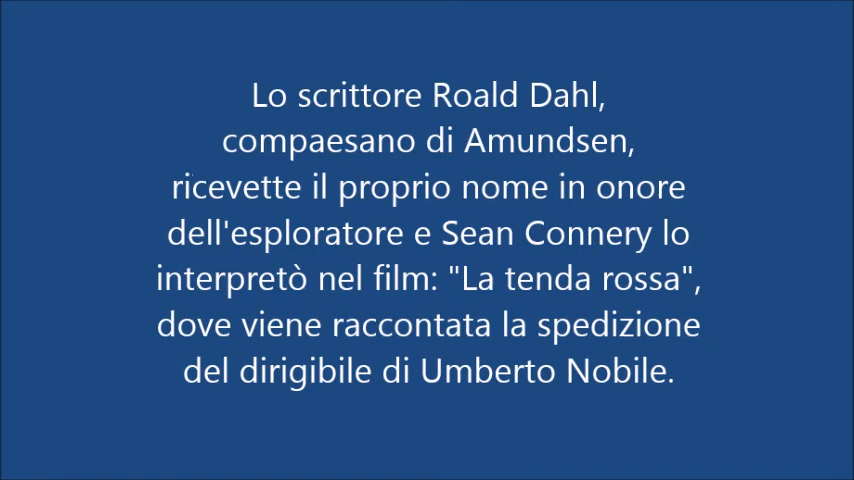 Lo scrittore Roald Dahl,
compaesano di Amundsen,
ricevette il proprio nome in onore
dell'esploratore e Sean Connery lo
interpretò nel film: "La tenda rossa",
dove viene raccontata la spedizione
del dirigibile di Umberto Nobile.